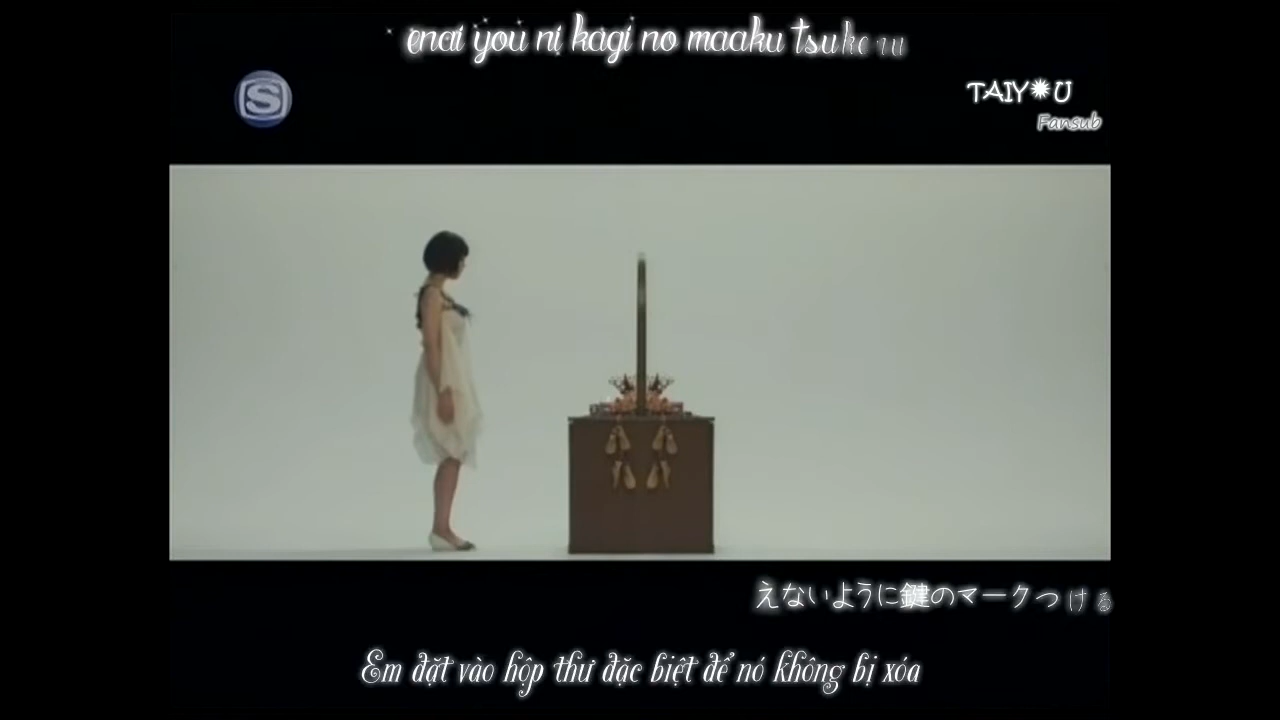 enai you ni kagi no maaku tsukeru
S
TAIY✹U
Fansub
えないように鍵のマークつける
Em đặt vào hộp thư đặc biệt để nó không bị xóa